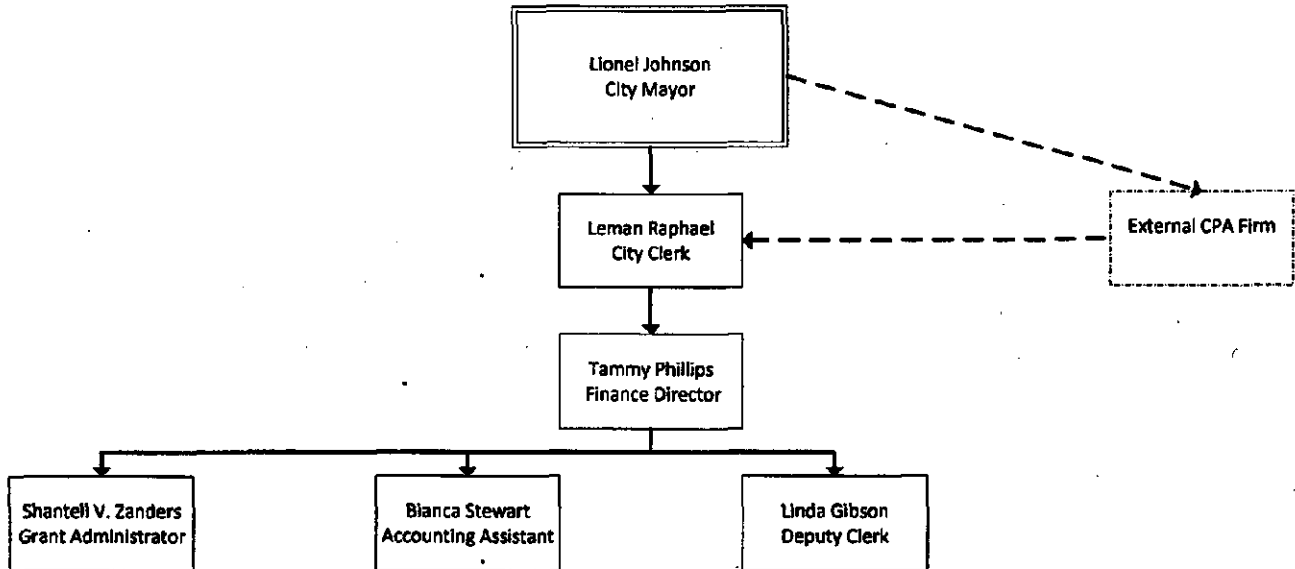 Lionel Johnson
City Mayor
Leman Raphael
City Clerk
External CPA Firm
Tammy Phillips
Finance Director
Shantell V. Zanders
Grant Administrator
Bianca Stewart
Accounting Assistant
Linda Gibson
Deputy Clerk